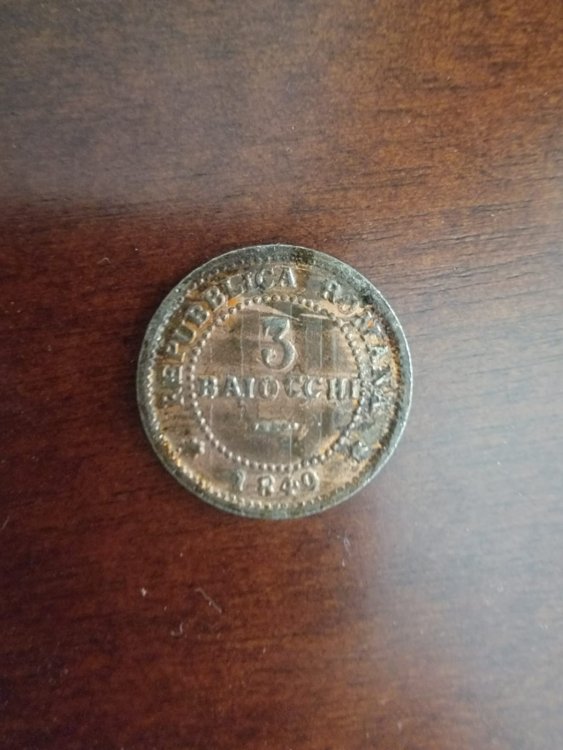 REPUBBLICA ROMANA
3
BAIOCCHI
1849